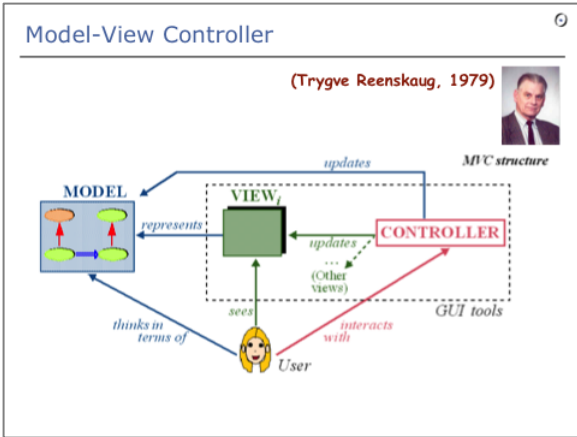 Model-View Controller
(Trygve Reenskaug, 1979)
updates
MVC structure
MODEL
VIEWi
represents
CONTROLLER
updates
...
(Other
views)
GUI tools
sees
thinks in
terms of
interacts
with
User